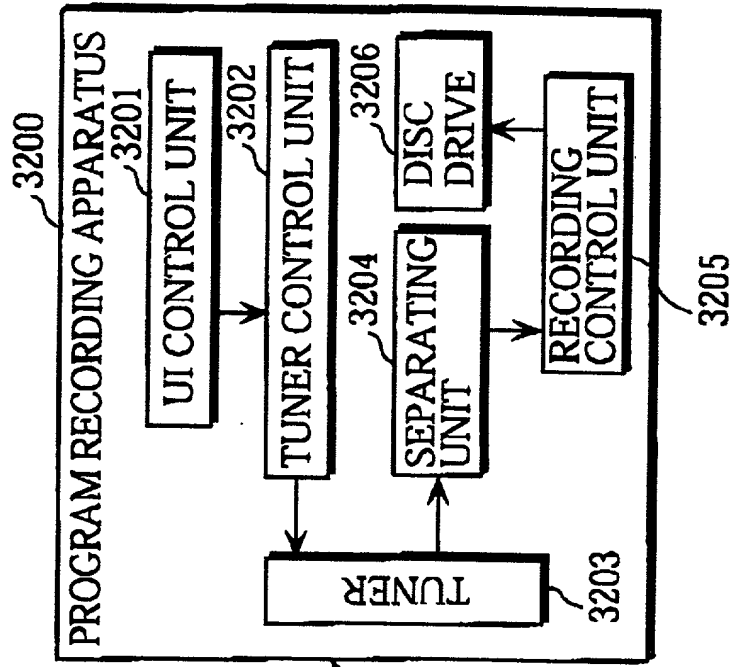 3200
PROGRAM RECORDING APPARATUS
3201
UI CONTROL UNIT
3202
TUNER CONTROL UNIT
TUNER
3203
3204
SEPARATING
UNIT
3206
DISC
DRIVE
RECORDING
CONTROL UNIT
3205